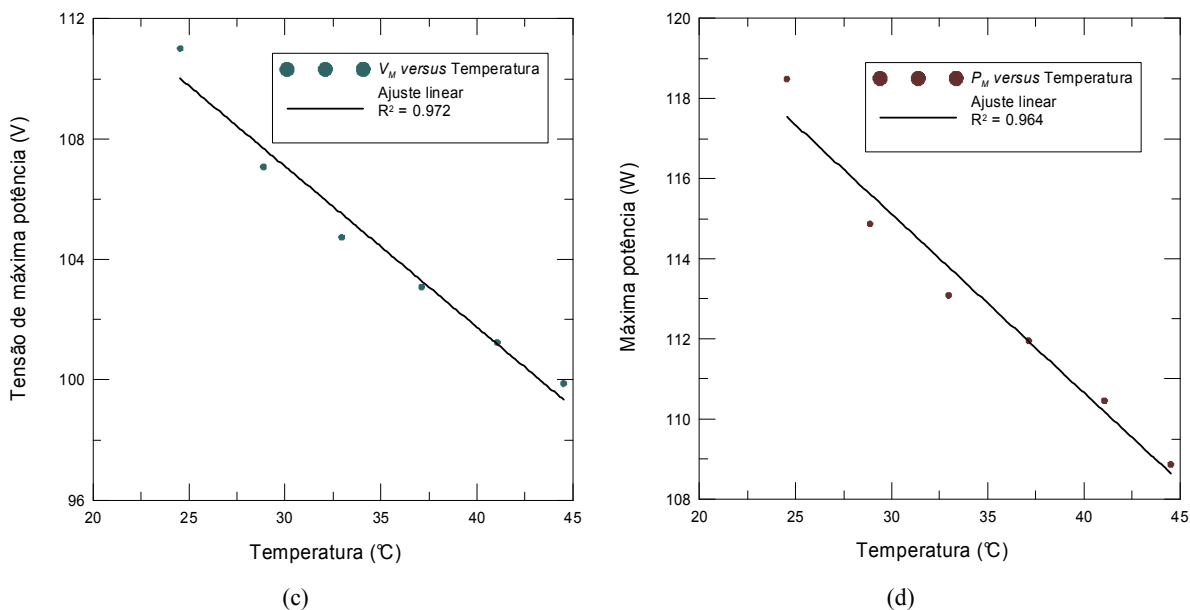 112
108
104
100
96
20
25
30
35
40
45
Tensão de máxima potência (V)
Temperatura (°C)
V_M versus Temperatura
Ajuste linear
R² = 0.972
(c)
120
118
116
114
112
110
108
20
25
30
35
40
45
Máxima potência (W)
Temperatura (°C)
P_M versus Temperatura
Ajuste linear
R² = 0.964
(d)